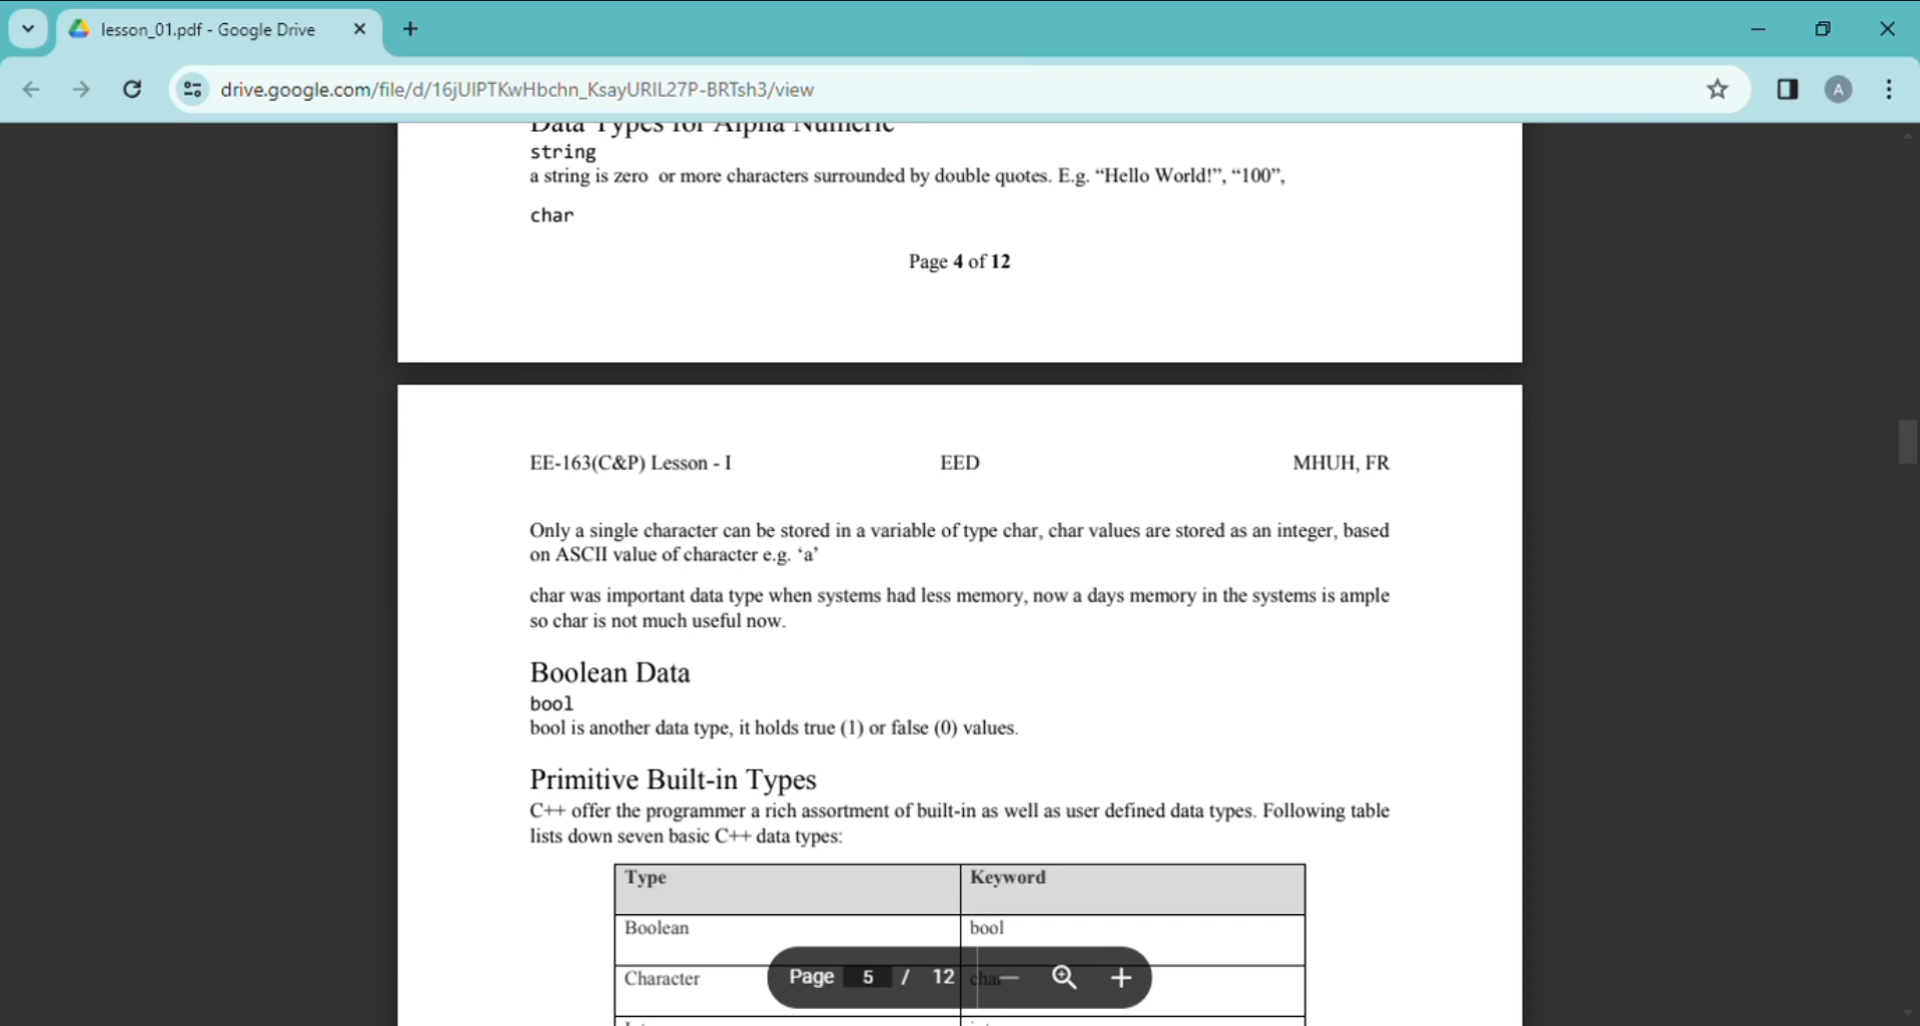 lesson_01.pdf - Google Drive
drive.google.com/file/d/16jUIPTKwHbchn_KsayURIL27P-BRTsh3/view
A
Data Types for Alpha Numeric
string
a string is zero  or more characters surrounded by double quotes. E.g. “Hello World!”, “100”,
char
Page 4 of 12
EE-163(C&P) Lesson - I EED MHUH, FR
Only a single character can be stored in a variable of type char, char values are stored as an integer, based
on ASCII value of character e.g. ‘a’
char was important data type when systems had less memory, now a days memory in the systems is ample
so char is not much useful now.
Boolean Data
bool
bool is another data type, it holds true (1) or false (0) values.
Primitive Built-in Types
C++ offer the programmer a rich assortment of built-in as well as user defined data types. Following table
lists down seven basic C++ data types:
Type Keyword
Boolean bool
Character char
Page 5 / 12